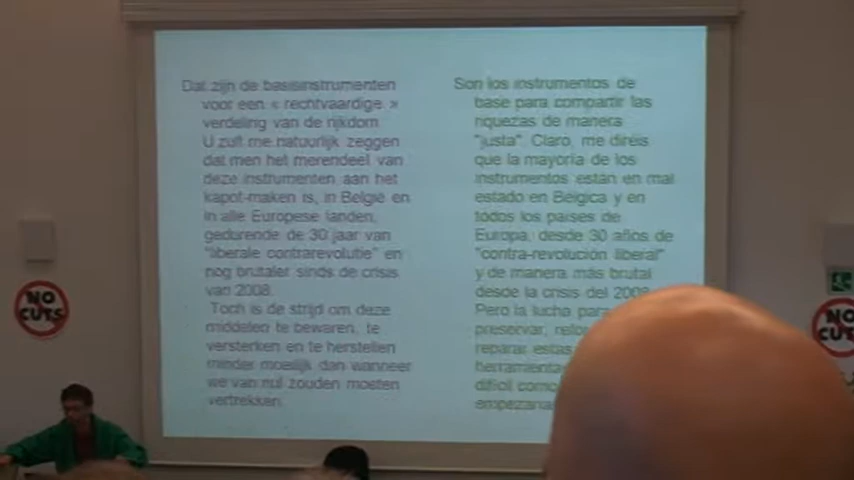 Dat zijn de basisinstrumenten
voor een « rechtvaardige »
verdeling van de rijkdom
U zult me natuurlijk zeggen
dat men het merendeel van
deze instrumenten aan het
kapot-maken is, in België en
in alle Europese landen,
gedurende de 30 jaar van
"liberale contrarevolutie" en
nog brutaler sinds de crisis
van 2008.
Toch is de strijd om deze
middelen te bewaren, te
versterken en te herstellen
minder moeilijk dan wanneer
we van nul zouden moeten
vertrekken.
Son los instrumentos de
base para compartir las
riquezas de manera
"justa". Claro, me diréis
que la mayoría de los
instrumentos están en mal
estado en Bélgica y en
todos los países de
Europa, desde 30 años de
"contra-revolución liberal"
y de manera más brutal
desde la crisis del 2008
Pero la lucha para
preservar,
reparar estas
difícil como
NO
CUTS
NO
CUTS